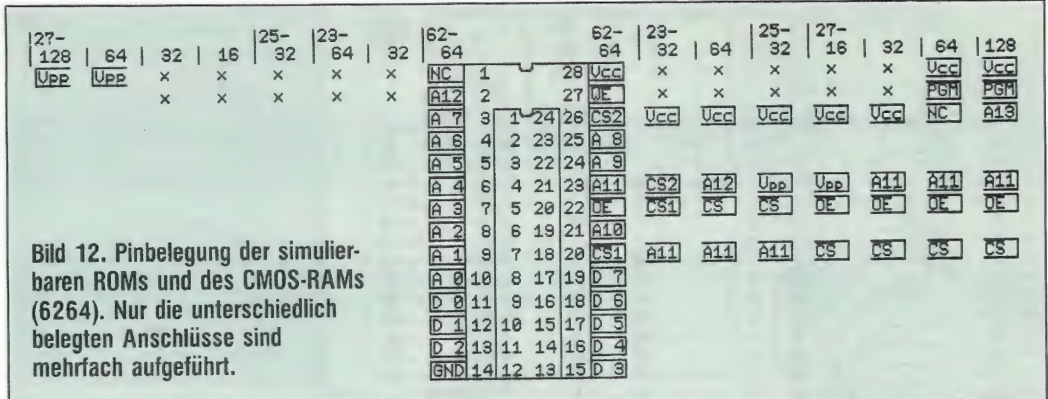 |27- |25- |23- |62- 62- |23- |25- |27-
128 | 64 | 32 | 16 | 32 | 64 | 32 | 64 64 | 32 | 64 | 32 | 16 | 32 | 64 |128
Vpp Vpp × × × × × NC 1 28 Vcc × × × × × Vcc Vcc
× × × × × A12 2 27 WE × × × × × PGM PGM
A 7 3 1 24 26 CS2 Vcc Vcc Vcc Vcc Vcc NC A13
A 6 4 2 23 25 A 8
A 5 5 3 22 24 A 9
A 4 6 4 21 23 A11 CS2 A12 Vpp Vpp A11 A11 A11
A 3 7 5 20 22 OE CS1 CS CS OE OE OE OE
A 2 8 6 19 21 A10
A 1 9 7 18 20 CS1 A11 A11 A11 CS CS CS CS
A 0 10 8 17 19 D 7
D 0 11 9 16 18 D 6
D 1 12 10 15 17 D 5
D 2 13 11 14 16 D 4
GND 14 12 13 15 D 3
Bild 12. Pinbelegung der simulier-
baren ROMs und des CMOS-RAMs
(6264). Nur die unterschiedlich
belegten Anschlüsse sind
mehrfach aufgeführt.